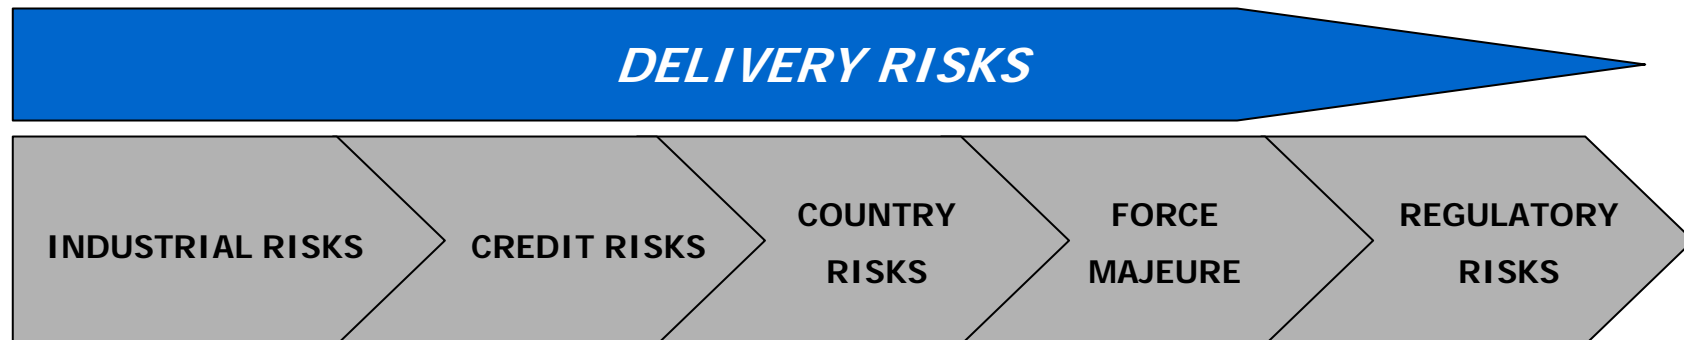 DELIVERY RISKS
INDUSTRIAL RISKS
CREDIT RISKS
COUNTRY
RISKS
FORCE
MAJEURE
REGULATORY
RISKS